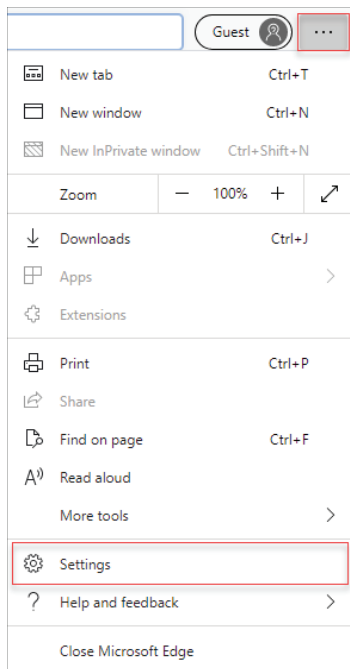 Guest ...
New tab Ctrl+T
New window Ctrl+N
New InPrivate window Ctrl+Shift+N
Zoom — 100% +
Downloads Ctrl+J
Apps
Extensions
Print Ctrl+P
Share
Find on page Ctrl+F
Read aloud
More tools
Settings
? Help and feedback
Close Microsoft Edge